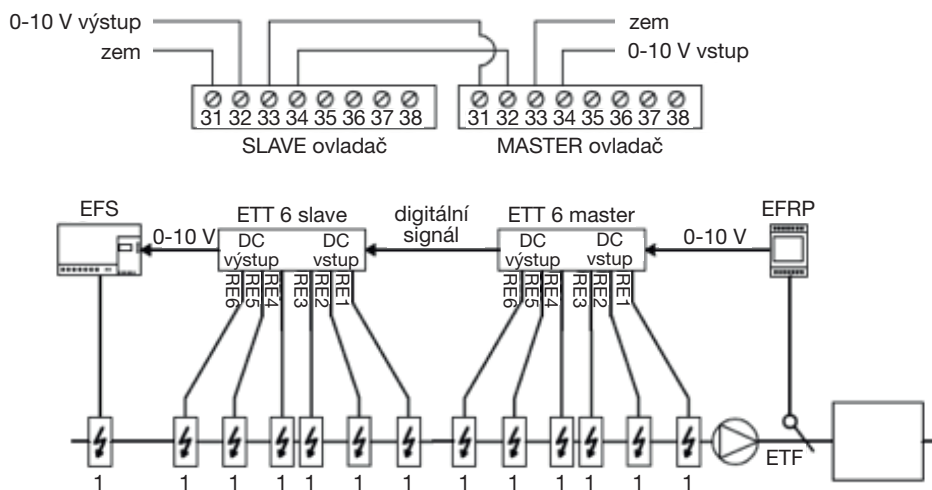 0-10 V výstup
zem
zem
0-10 V vstup
31 32 33 34 35 36 37 38
31 32 33 34 35 36 37 38
SLAVE ovladač
MASTER ovladač
EFS
ETT 6 slave
digitální
signál
ETT 6 master
EFRP
0-10 V
0-10 V
DC
výstup
DC
vstup
DC
výstup
DC
vstup
RE6
RE5
RE4
RE3
RE2
RE1
RE6
RE5
RE4
RE3
RE2
RE1
ETF
1 1 1 1 1 1 1 1 1 1 1 1 1